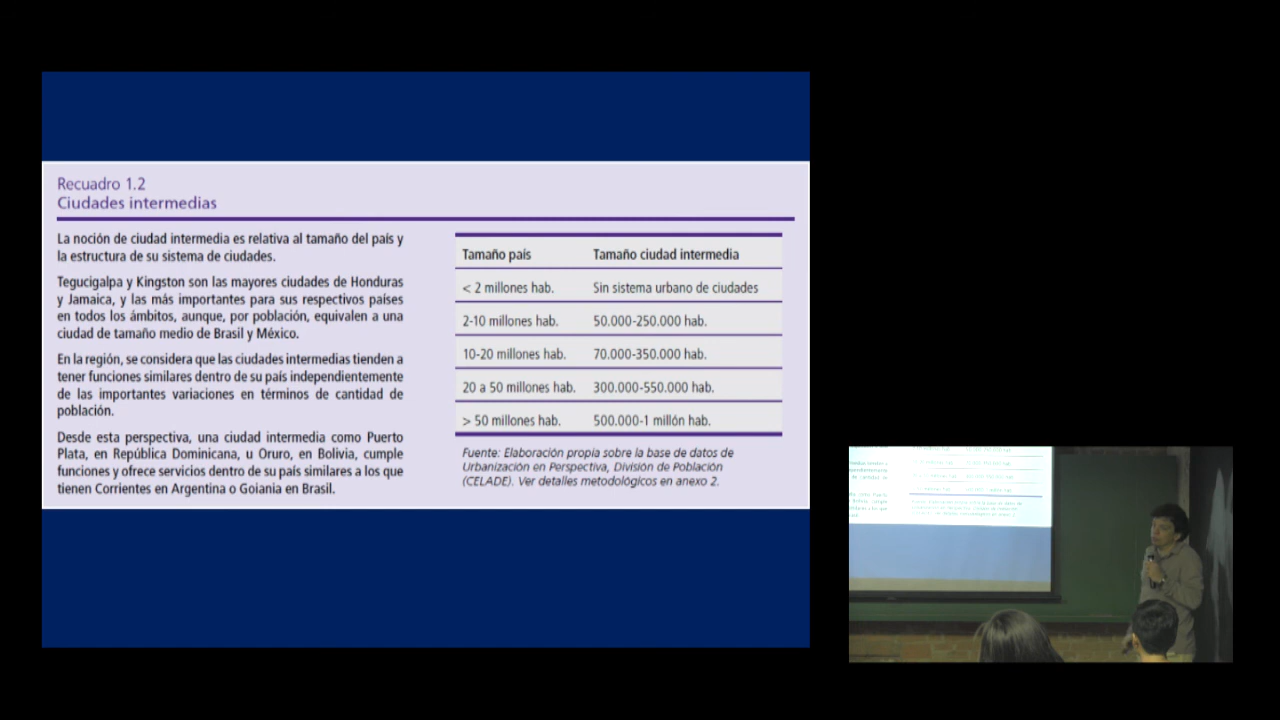 Recuadro 1.2
Ciudades intermedias
La noción de ciudad intermedia es relativa al tamaño del país y
la estructura de su sistema de ciudades.
Tegucigalpa y Kingston son las mayores ciudades de Honduras
y Jamaica, y las más importantes para sus respectivos países
en todos los ámbitos, aunque, por población, equivalen a una
ciudad de tamaño medio de Brasil y México.
En la región, se considera que las ciudades intermedias tienden a
tener funciones similares dentro de su país independientemente
de las importantes variaciones en términos de cantidad de
población.
Desde esta perspectiva, una ciudad intermedia como Puerto
Plata, en República Dominicana, u Oruro, en Bolivia, cumple
funciones y ofrece servicios dentro de su país similares a los que
tienen Corrientes en Argentina o Goiania en Brasil.
Tamaño país Tamaño ciudad intermedia
< 2 millones hab. Sin sistema urbano de ciudades
2-10 millones hab. 50.000-250.000 hab.
10-20 millones hab. 70.000-350.000 hab.
20 a 50 millones hab. 300.000-550.000 hab.
> 50 millones hab. 500.000-1 millón hab.
Fuente: Elaboración propia sobre la base de datos de
Urbanización en Perspectiva, División de Población
(CELADE). Ver detalles metodológicos en anexo 2.